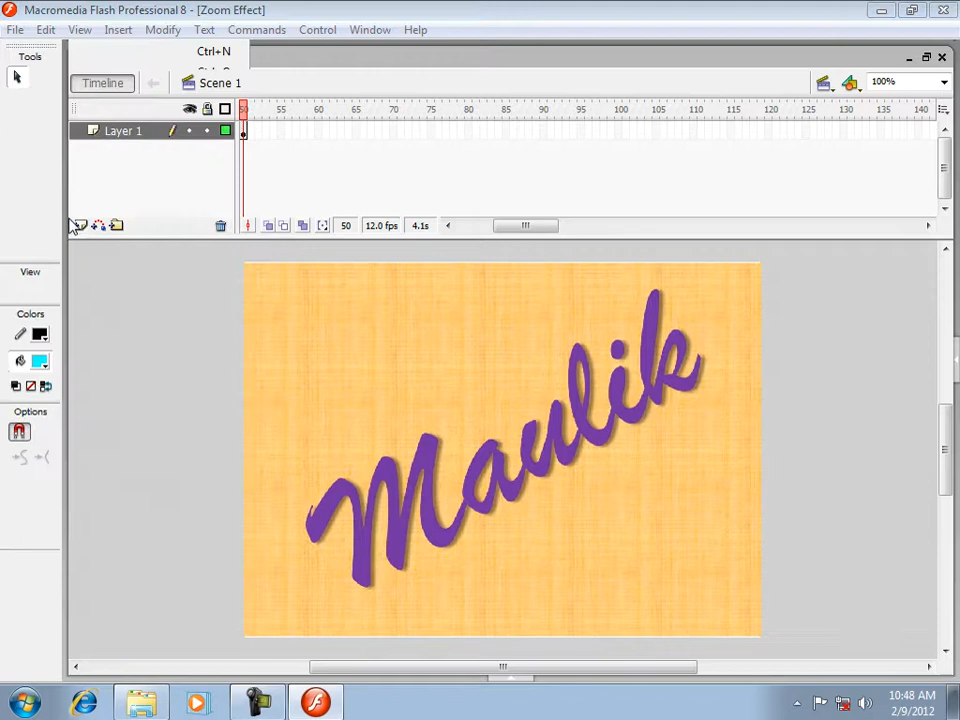 Macromedia Flash Professional 8 - [Zoom Effect]
File Edit View Insert Modify Text Commands Control Window Help
Tools
Ctrl+N
Timeline
Scene 1
100%
50 55 60 65 70 75 80 85 90 95 100 105 110 115 120 125 130 135 140
Layer 1
50 12.0 fps 4.1s
View
Colors
Options
Maulik
10:48 AM
2/9/2012